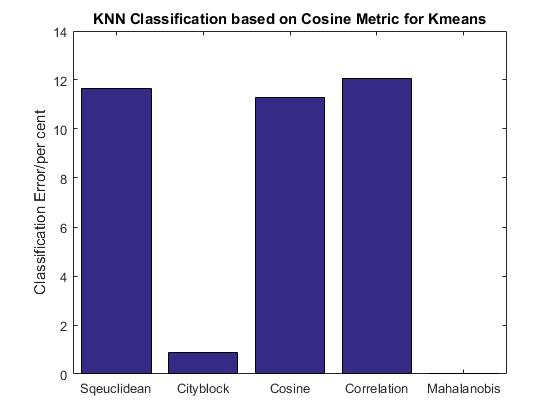 KNN Classification based on Cosine Metric for Kmeans
14
12
10
8
6
4
2
0
Classification Error/per cent
Sqeuclidean Cityblock Cosine Correlation Mahalanobis